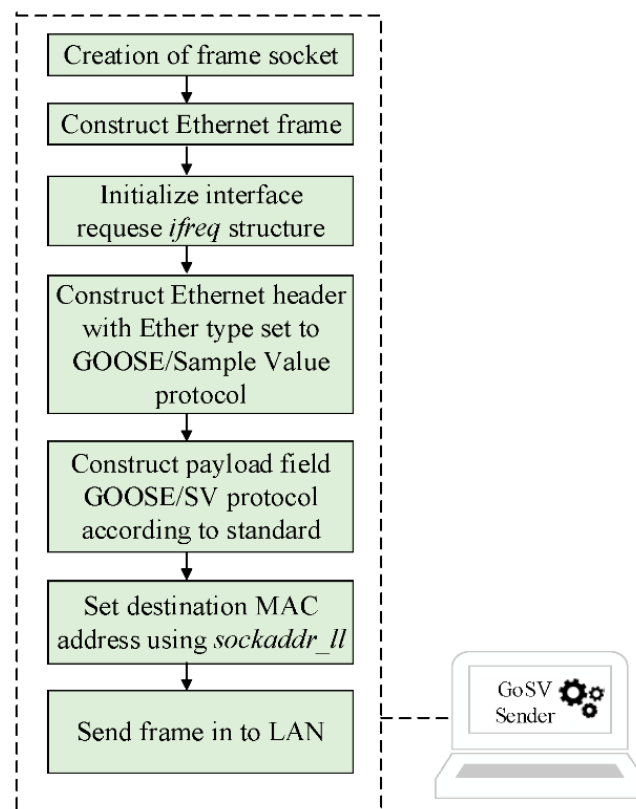 Creation of frame socket
Construct Ethernet frame
Initialize interface
requese ifreq structure
Construct Ethernet header
with Ether type set to
GOOSE/Sample Value
protocol
Construct payload field
GOOSE/SV protocol
according to standard
Set destination MAC
address using sockaddr_ll
Send frame in to LAN
GoSV
Sender